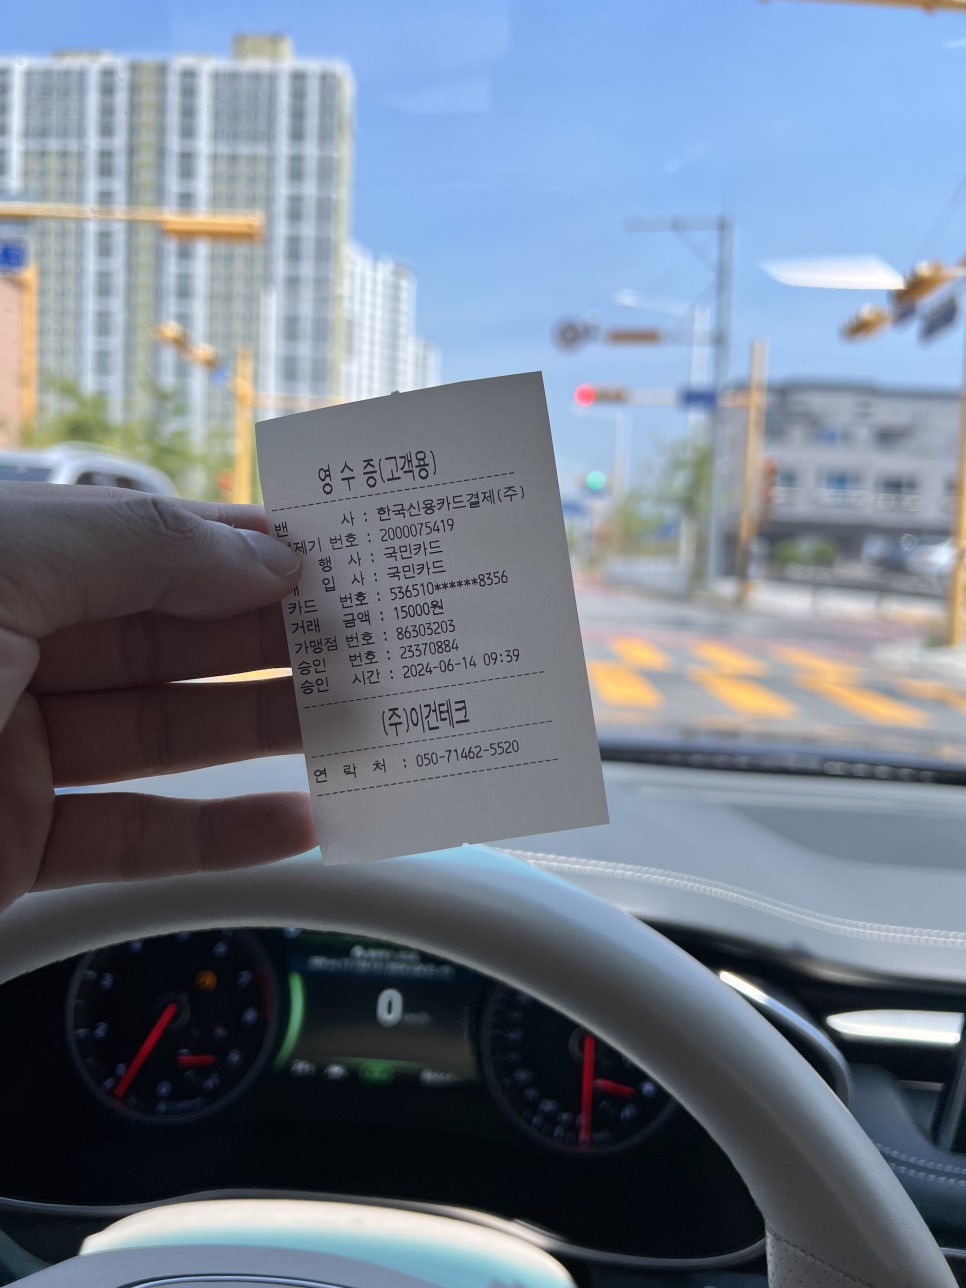 영 수 증(고객용)
밴 사 : 한국신용카드결제(주)
제기 번호 : 2000075419
행 사 : 국민카드
입 사 : 국민카드
카드 번호 : 536510******8356
거래 금액 : 15000원
가맹점 번호 : 86303203
승인 번호 : 23370884
승인 시간 : 2024-06-14 09:39
(주)이건테크
연 락 처 : 050-71462-5520
0